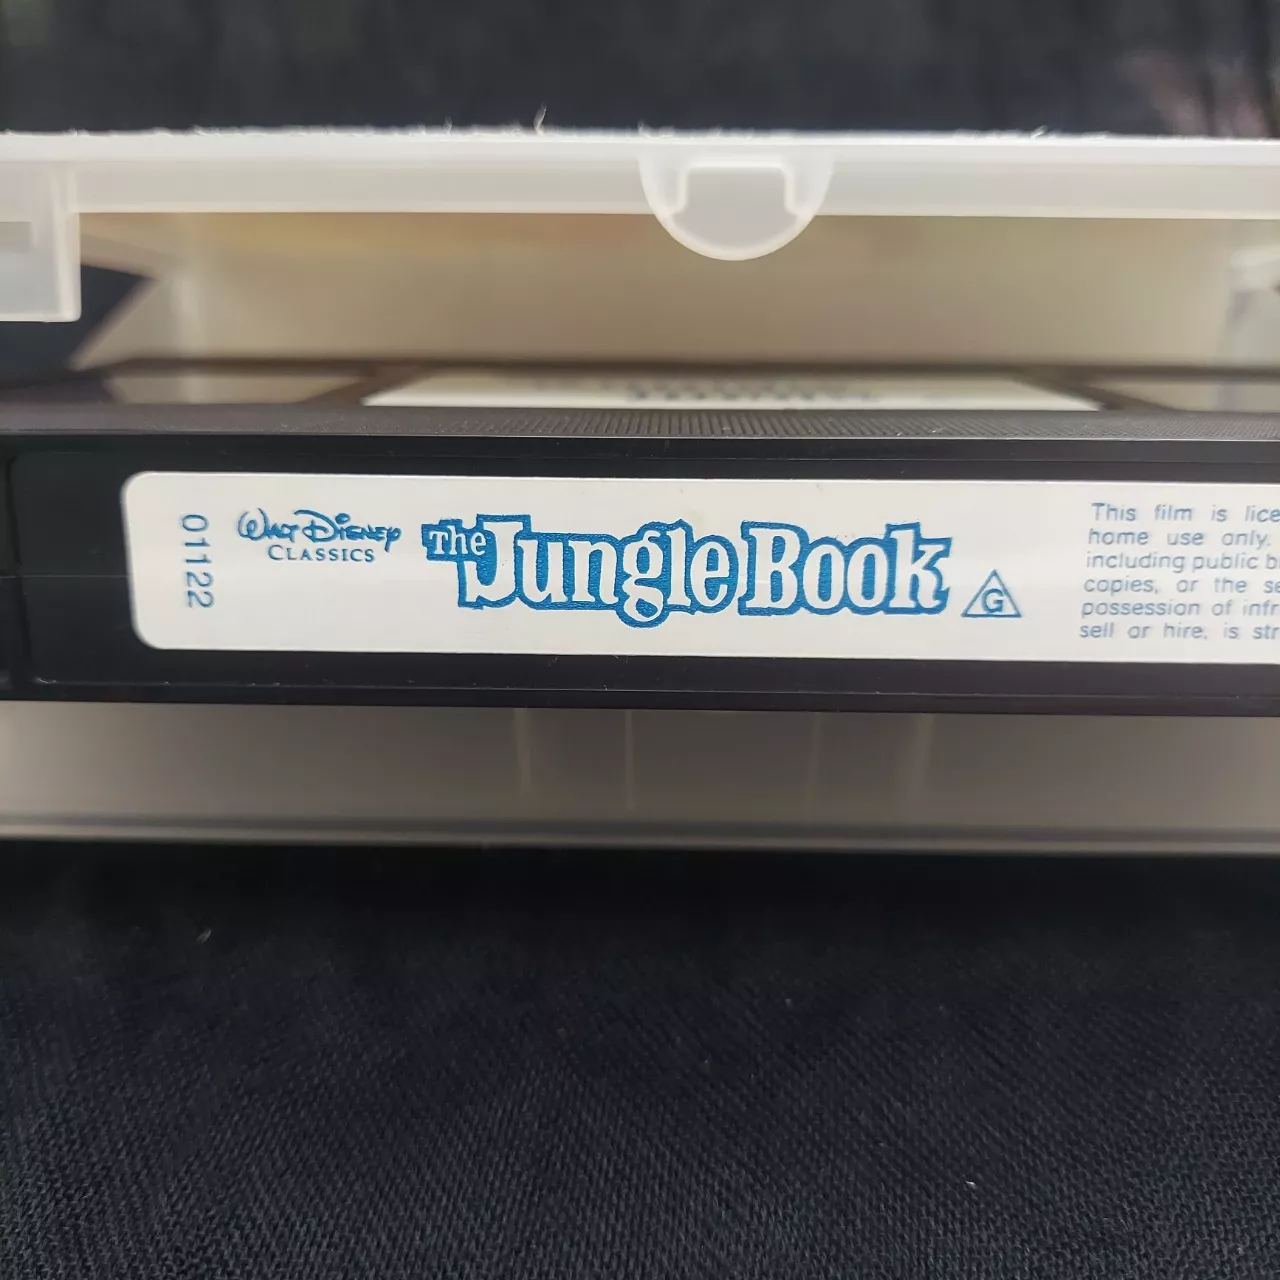 01122
WALT DISNEY
CLASSICS
The Jungle Book
G
This film is lice
home use only.
including public b
copies, or the se
possession of infr
sell or hire, is str